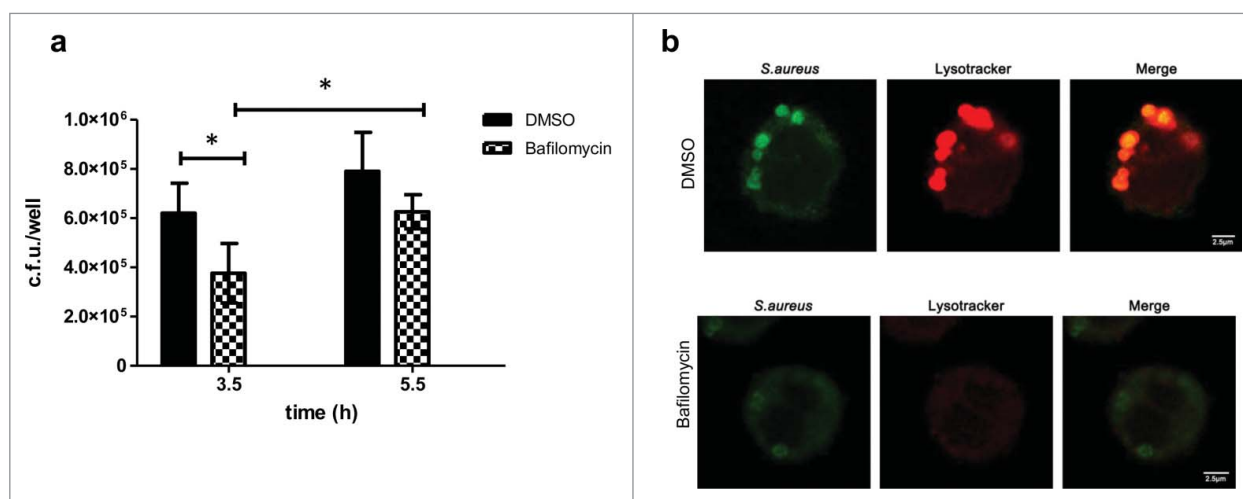 a
*
*
DMSO
Bafilomycin
c.f.u./well
1.0×10⁶
8.0×10⁵
6.0×10⁵
4.0×10⁵
2.0×10⁵
0
3.5
5.5
time (h)
b
S.aureus
Lysotracker
Merge
DMSO
2.5µm
S.aureus
Lysotracker
Merge
Bafilomycin
2.5µm